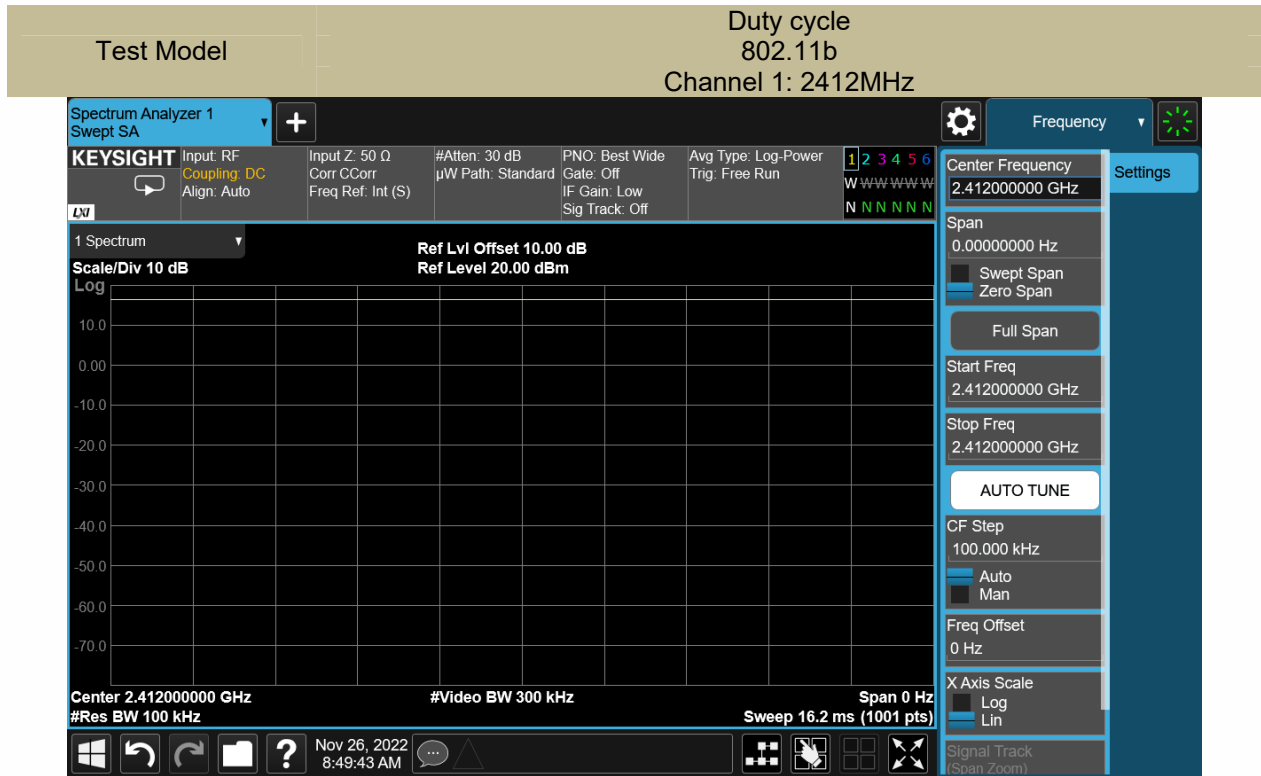 Test Model
Duty cycle
802.11b
Channel 1: 2412MHz
Spectrum Analyzer 1
Swept SA
Frequency
KEYSIGHT
LXI
Input: RF
Coupling: DC
Align: Auto
Input Z: 50 Ω
Corr CCorr
Freq Ref: Int (S)
#Atten: 30 dB
µW Path: Standard
PNO: Best Wide
Gate: Off
IF Gain: Low
Sig Track: Off
Avg Type: Log-Power
Trig: Free Run
1 2 3 4 5 6
W W W W W W
N N N N N N
1 Spectrum
Scale/Div 10 dB
Log
Ref Lvl Offset 10.00 dB
Ref Level 20.00 dBm
10.0
0.00
-10.0
-20.0
-30.0
-40.0
-50.0
-60.0
-70.0
Center 2.412000000 GHz
#Res BW 100 kHz
#Video BW 300 kHz
Span 0 Hz
Sweep 16.2 ms (1001 pts)
Center Frequency
2.412000000 GHz
Settings
Span
0.00000000 Hz
Swept Span
Zero Span
Full Span
Start Freq
2.412000000 GHz
Stop Freq
2.412000000 GHz
AUTO TUNE
CF Step
100.000 kHz
Auto
Man
Freq Offset
0 Hz
X Axis Scale
Log
Lin
Signal Track
(Span Zoom)
?
Nov 26, 2022
8:49:43 AM